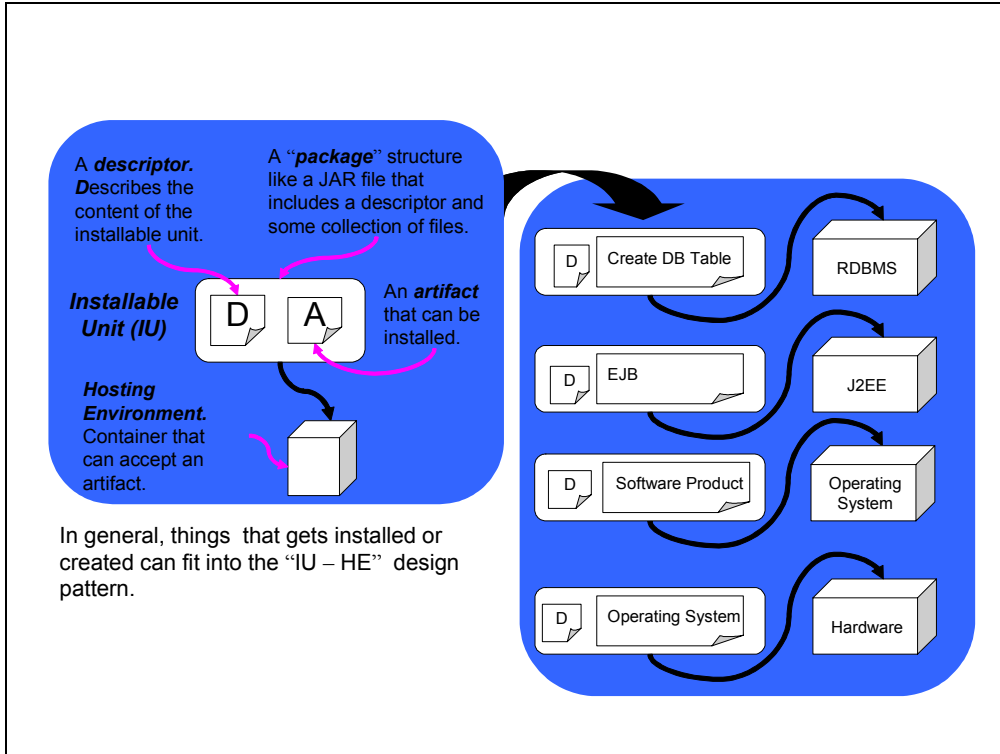 A descriptor.
Describes the
content of the
installable unit.
A “package” structure
like a JAR file that
includes a descriptor and
some collection of files.
Installable
Unit (IU)
D
A
An artifact
that can be
installed.
Hosting
Environment.
Container that
can accept an
artifact.
In general, things  that gets installed or
created can fit into the “IU – HE”  design
pattern.
D
Create DB Table
RDBMS
D
EJB
J2EE
D
Software Product
Operating
System
D
Operating System
Hardware